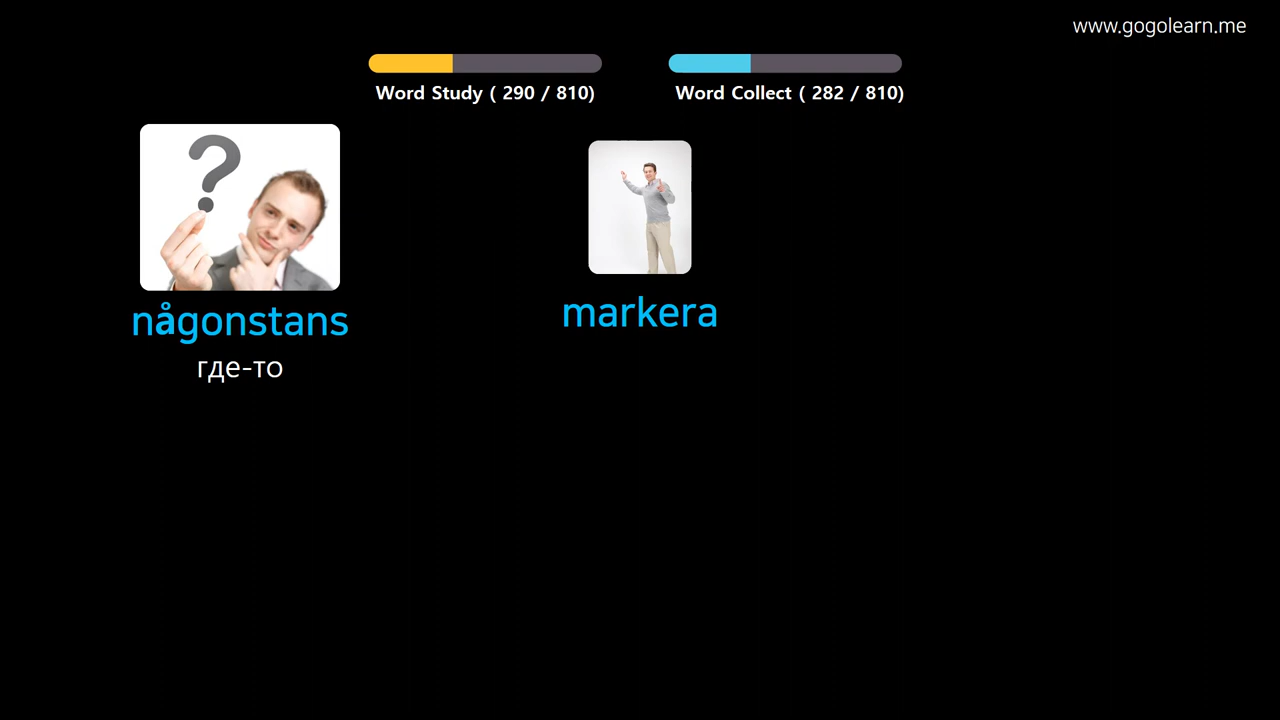 www.gogolearn.me
Word Study ( 290 / 810)
Word Collect ( 282 / 810)
någonstans
где-то
markera